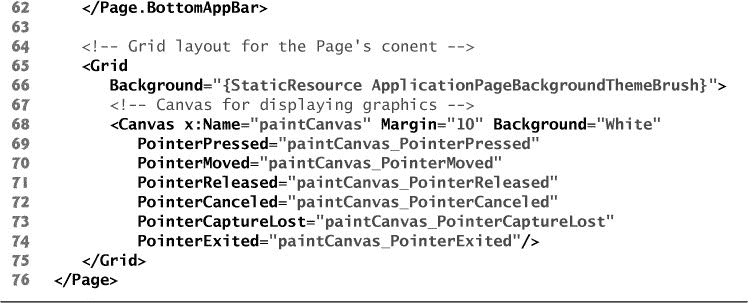 62 </Page.BottomAppBar>
63
64 <!-- Grid layout for the Page's conent -->
65 <Grid
66 Background="{StaticResource ApplicationPageBackgroundThemeBrush}">
67 <!-- Canvas for displaying graphics -->
68 <Canvas x:Name="paintCanvas" Margin="10" Background="White"
69 PointerPressed="paintCanvas_PointerPressed"
70 PointerMoved="paintCanvas_PointerMoved"
71 PointerReleased="paintCanvas_PointerReleased"
72 PointerCanceled="paintCanvas_PointerCanceled"
73 PointerCaptureLost="paintCanvas_PointerCaptureLost"
74 PointerExited="paintCanvas_PointerExited"/>
75 </Grid>
76 </Page>